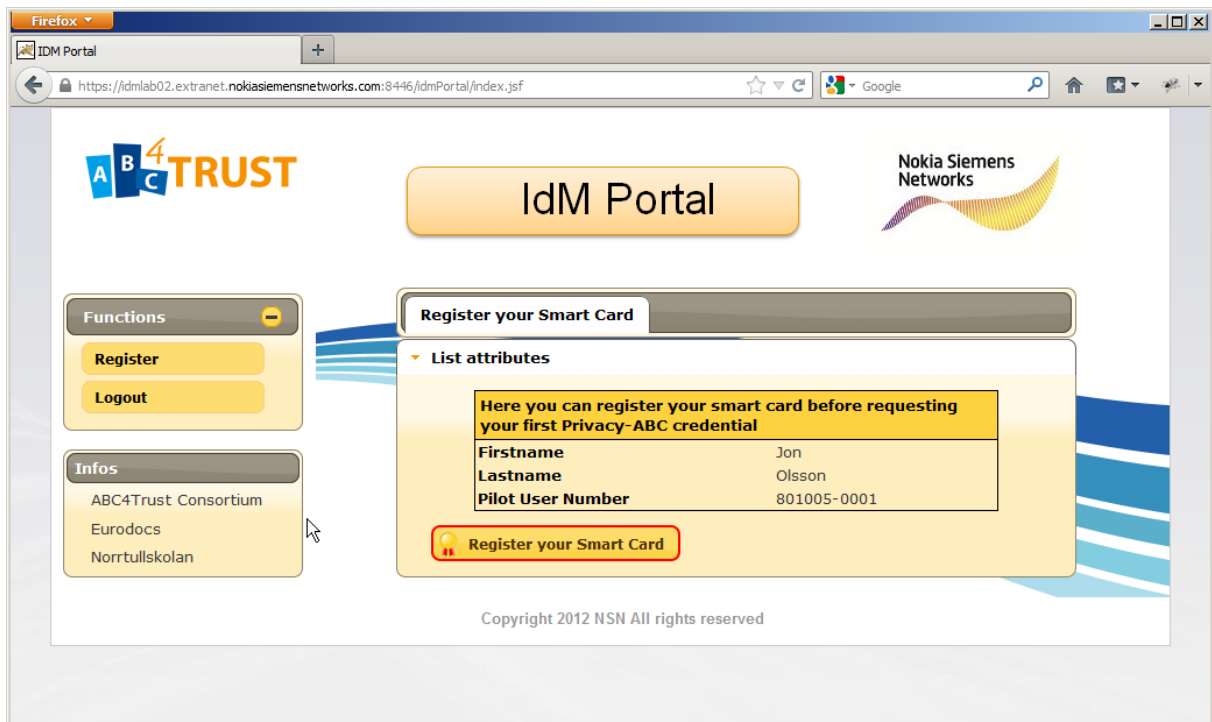 Firefox
IDM Portal
https://idmlab02.extranet.nokiasiemensnetworks.com:8446/idmPortal/index.jsf
Google
A B 4 C TRUST
IdM Portal
Nokia Siemens
Networks
Functions
Register
Logout
Infos
ABC4Trust Consortium
Eurodocs
Norrtullskolan
Register your Smart Card
List attributes
Here you can register your smart card before requesting
your first Privacy-ABC credential
Firstname Jon
Lastname Olsson
Pilot User Number 801005-0001
Register your Smart Card
Copyright 2012 NSN All rights reserved